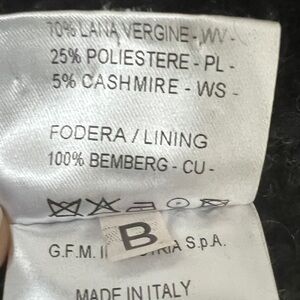 70% LANA VERGINE - WV -
25% POLIESTERE - PL -
5% CASHMIRE - WS -
FODERA / LINING
100% BEMBERG - CU -
B
G.F.M. S.p.A.
MADE IN ITALY